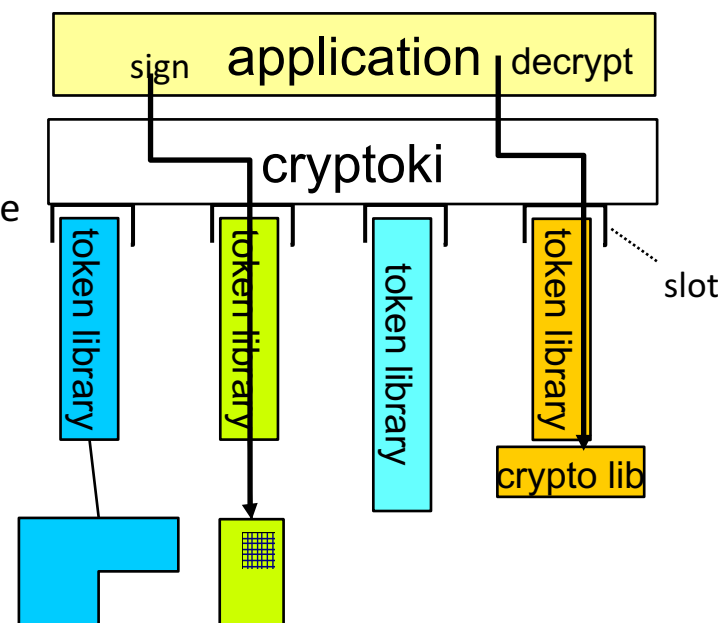 sign application decrypt
cryptoki
e
token library
token library
token library
token library
slot
crypto lib